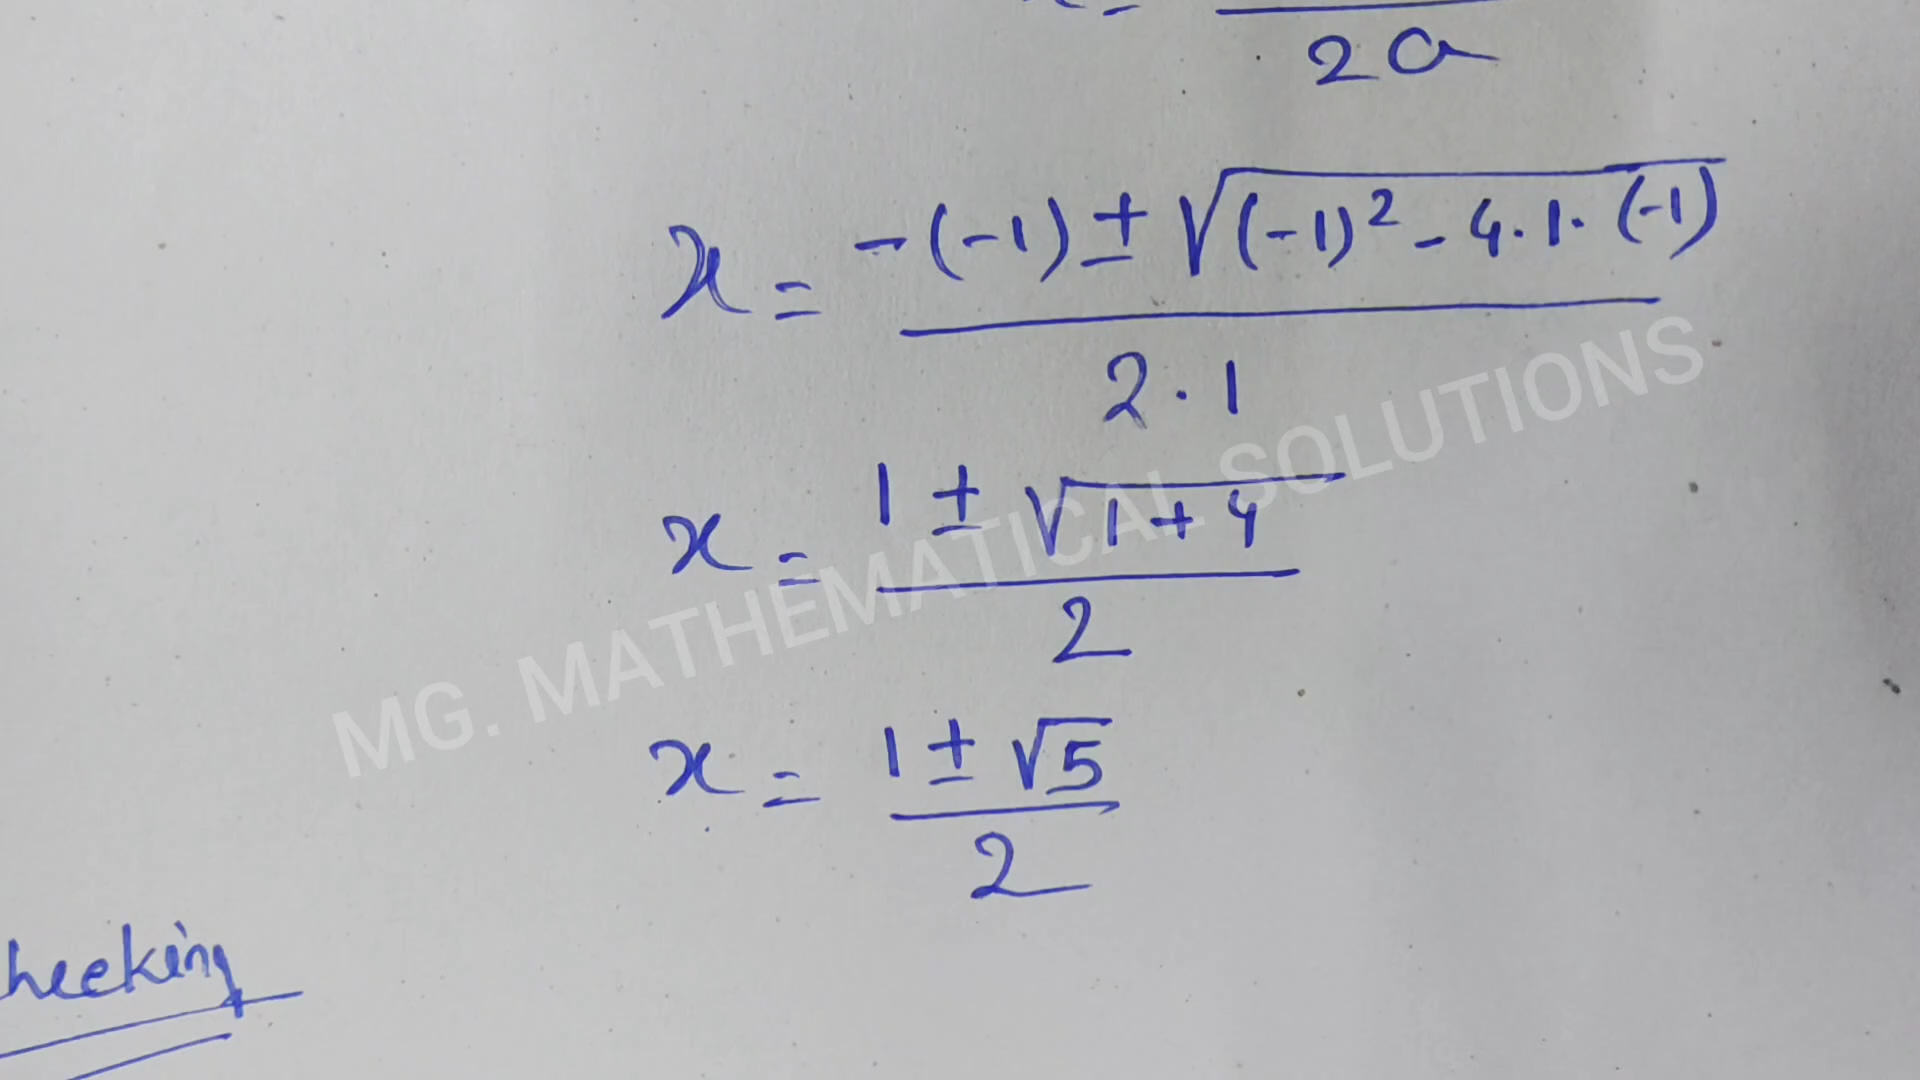 2a
x = -(-1) ± √(-1)² - 4.1.(-1)
2.1
x = 1 ± √1+4
2
x = 1 ± √5
2
hecking
MG. MATHEMATICAL SOLUTIONS